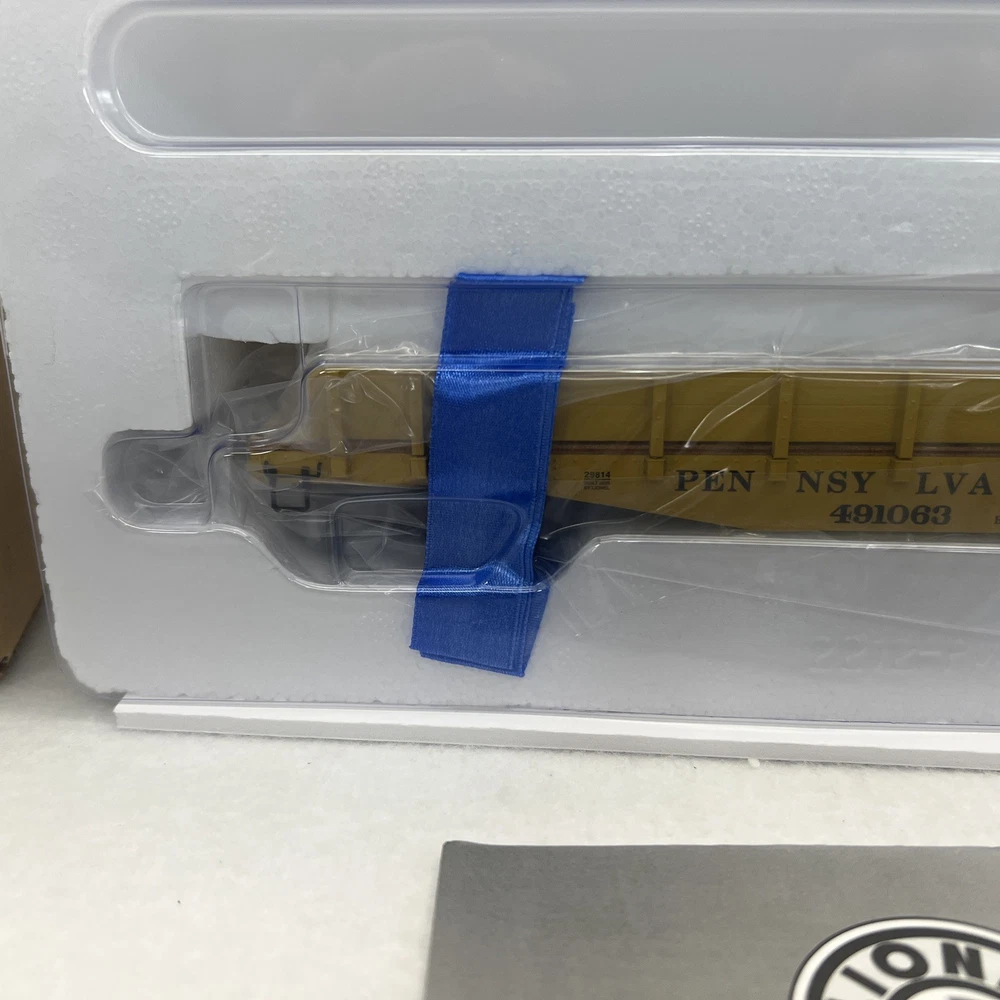 25814
PEN NSY LVA
491063
ION